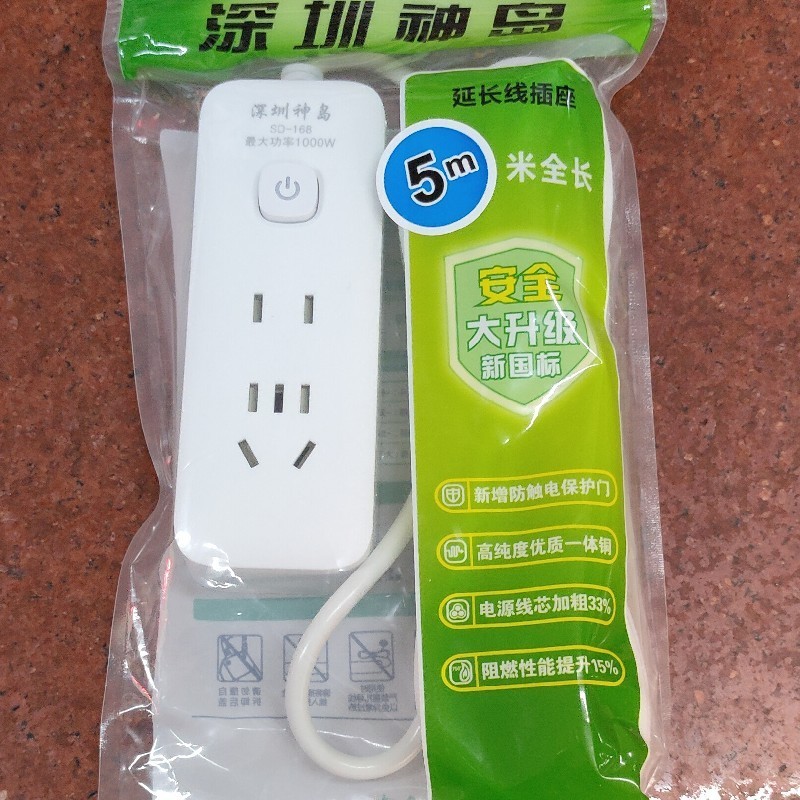 深圳神岛
深圳神岛
SD-168
最大功率1000W
延长线插座
5m
米全长
安全
大升级
新国标
新增防触电保护门
高纯度优质一体铜
电源线芯加粗33%
阻燃性能提升15%